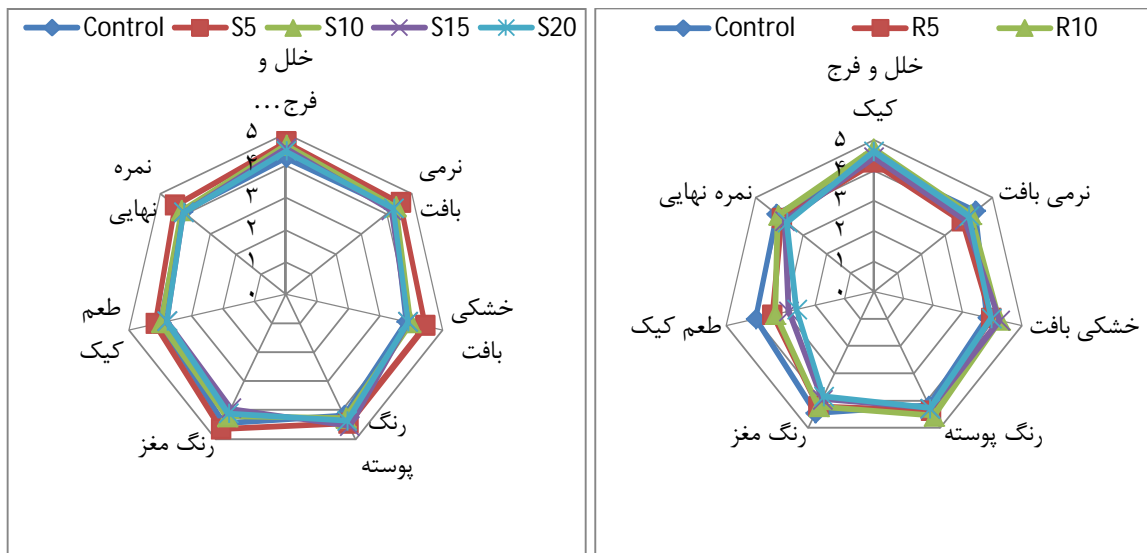 Control S5 S10 S15 S20
خلل و
فرج...
۵
۴
۳
۲
۱
۰
نرمی
بافت
خشکی
بافت
رنگ
پوسته
رنگ مغز
طعم
کیک
نمره
نهایی
Control R5 R10
خلل و فرج
کیک
۵
۴
۳
۲
۱
۰
نرمی بافت
خشکی بافت
رنگ پوسته
رنگ مغز
طعم کیک
نمره نهایی